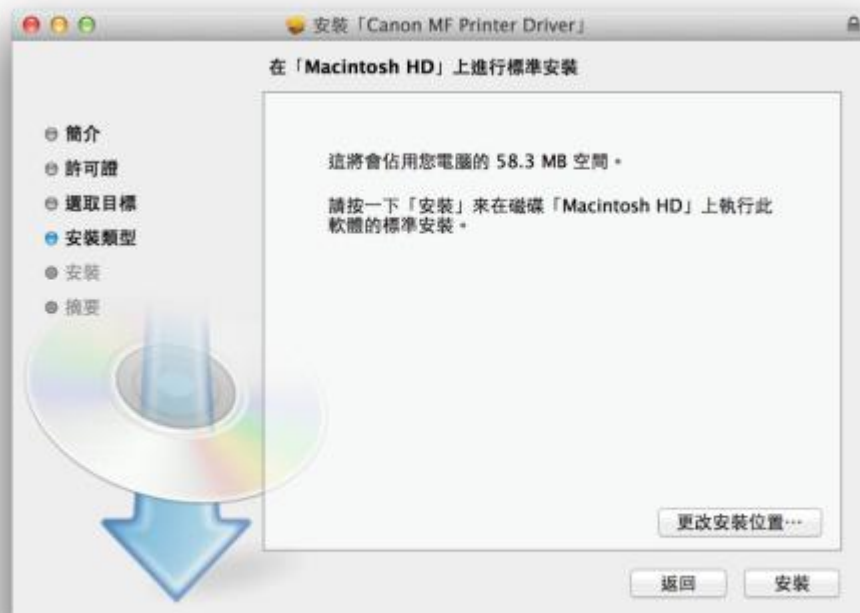 安裝「Canon MF Printer Driver」
在「Macintosh HD」上進行標準安裝
簡介
許可證
選取目標
安裝類型
安裝
摘要
這將會佔用您電腦的 58.3 MB 空間。
請按一下「安裝」來在磁碟「Macintosh HD」上執行此
軟體的標準安裝。
更改安裝位置⋯
返回
安裝